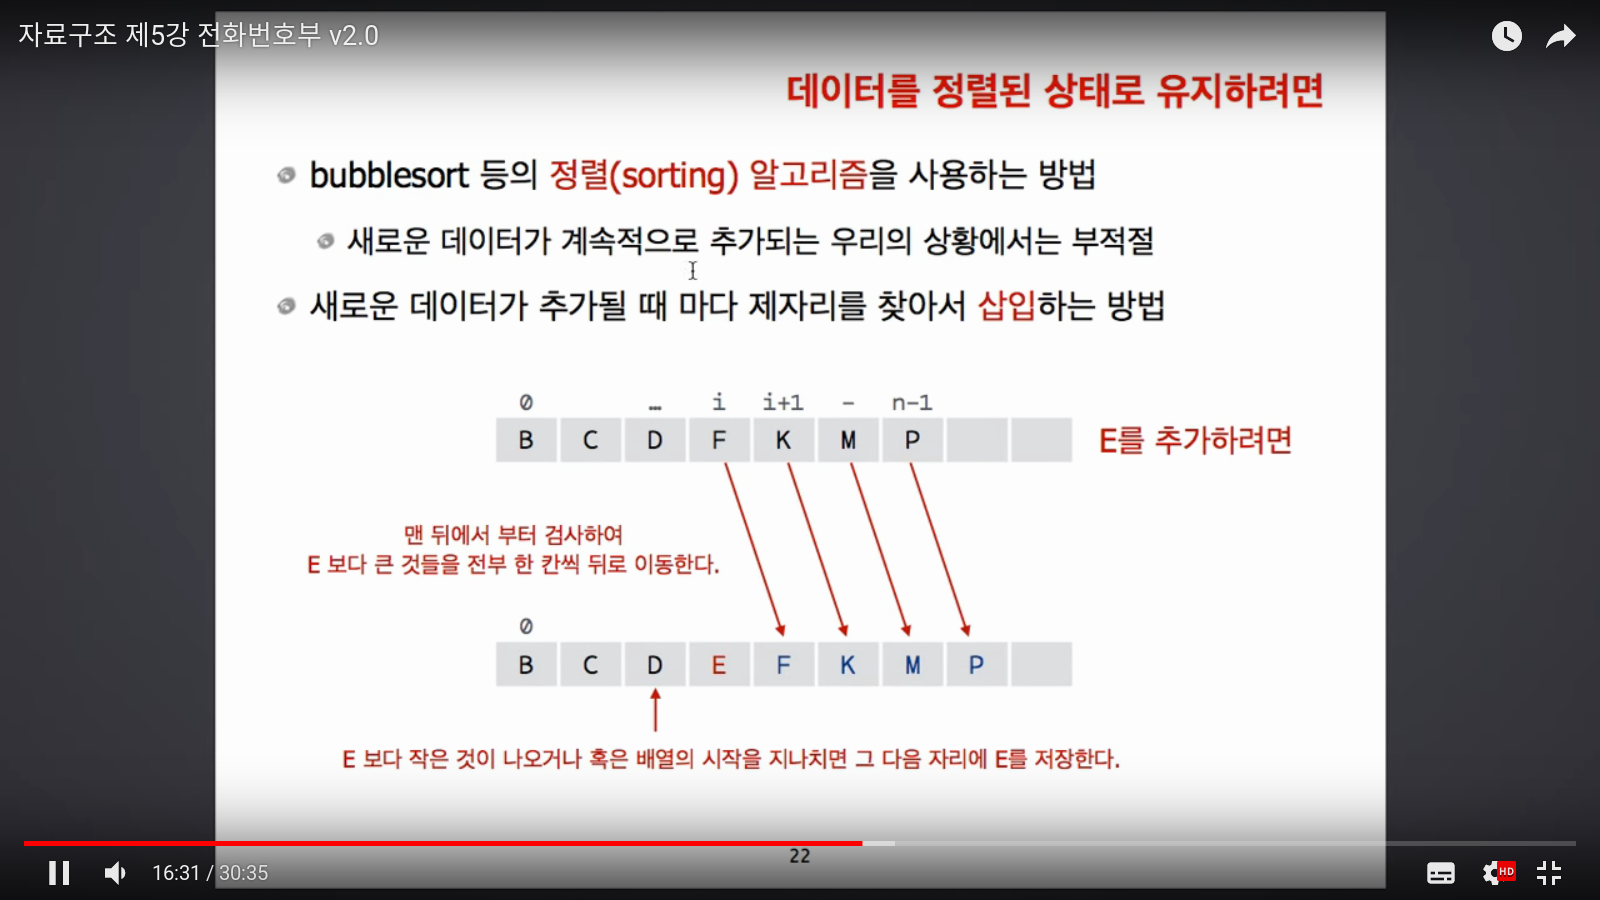 자료구조 제5강 전화번호부 v2.0
데이터를 정렬된 상태로 유지하려면
bubblesort 등의 정렬(sorting) 알고리즘을 사용하는 방법
새로운 데이터가 계속적으로 추가되는 우리의 상황에서는 부적절
새로운 데이터가 추가될 때 마다 제자리를 찾아서 삽입하는 방법
0 … i i+1 - n-1
B C D F K M P
E를 추가하려면
맨 뒤에서 부터 검사하여
E 보다 큰 것들을 전부 한 칸씩 뒤로 이동한다.
0
B C D E F K M P
E 보다 작은 것이 나오거나 혹은 배열의 시작을 지나치면 그 다음 자리에 E를 저장한다.
22
16:31 / 30:35
HD